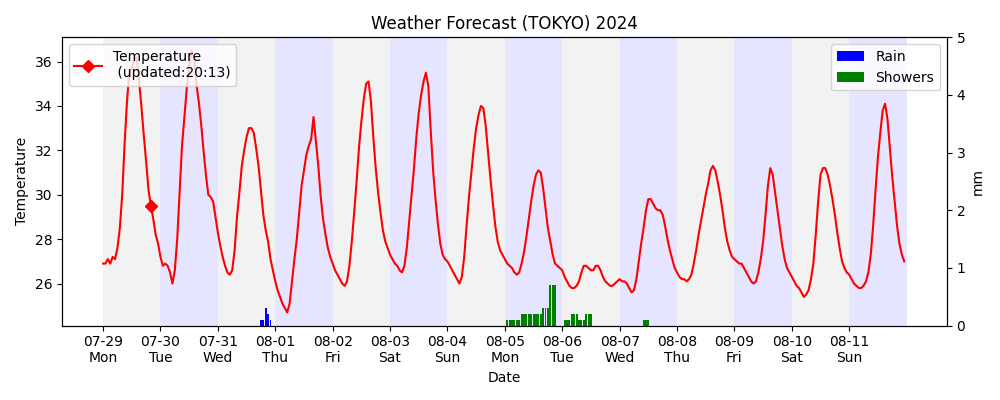 Weather Forecast (TOKYO) 2024
Temperature
(updated:20:13)
Rain
Showers
Temperature
36
34
32
30
28
26
5
4
3
2
1
0
mm
07-29 07-30 07-31 08-01 08-02 08-03 08-04 08-05 08-06 08-07 08-08 08-09 08-10 08-11
Mon Tue Wed Thu Fri Sat Sun Mon Tue Wed Thu Fri Sat Sun
Date